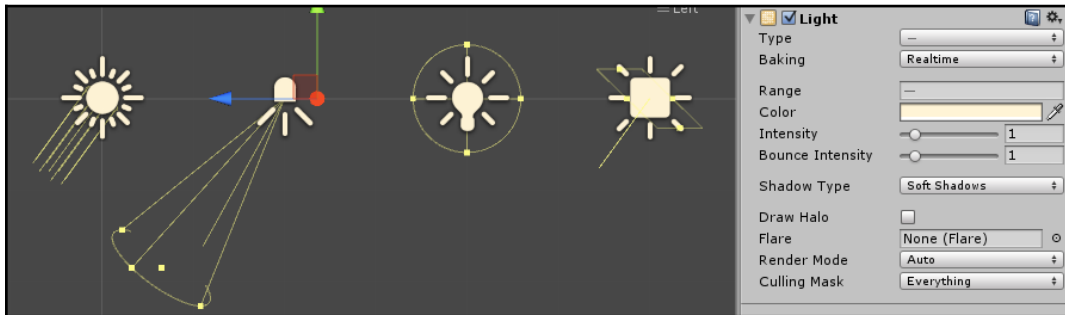 Left
Light
Type —
Baking Realtime
Range —
Color
Intensity 1
Bounce Intensity 1
Shadow Type Soft Shadows
Draw Halo
Flare None (Flare)
Render Mode Auto
Culling Mask Everything